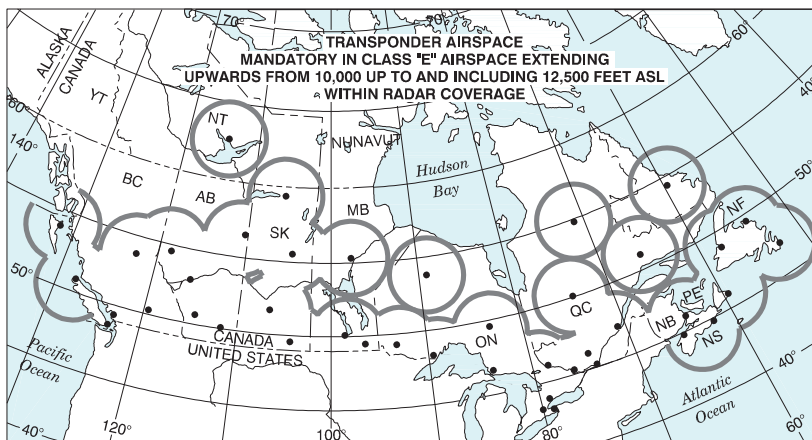 70°
70°
60°
TRANSPONDER AIRSPACE
MANDATORY IN CLASS "E" AIRSPACE EXTENDING
UPWARDS FROM 10,000 UP TO AND INCLUDING 12,500 FEET ASL
WITHIN RADAR COVERAGE
ALASKA
CANADA
YT
60°
NT
NUNAVUT
140°
Hudson
Bay
50°
BC
AB
MB
SK
NF
50°
QC
PE
NB
NS
ON
CANADA
UNITED STATES
Pacific
Ocean
40°
Atlantic
Ocean
40°
120°
100°
80°
60°